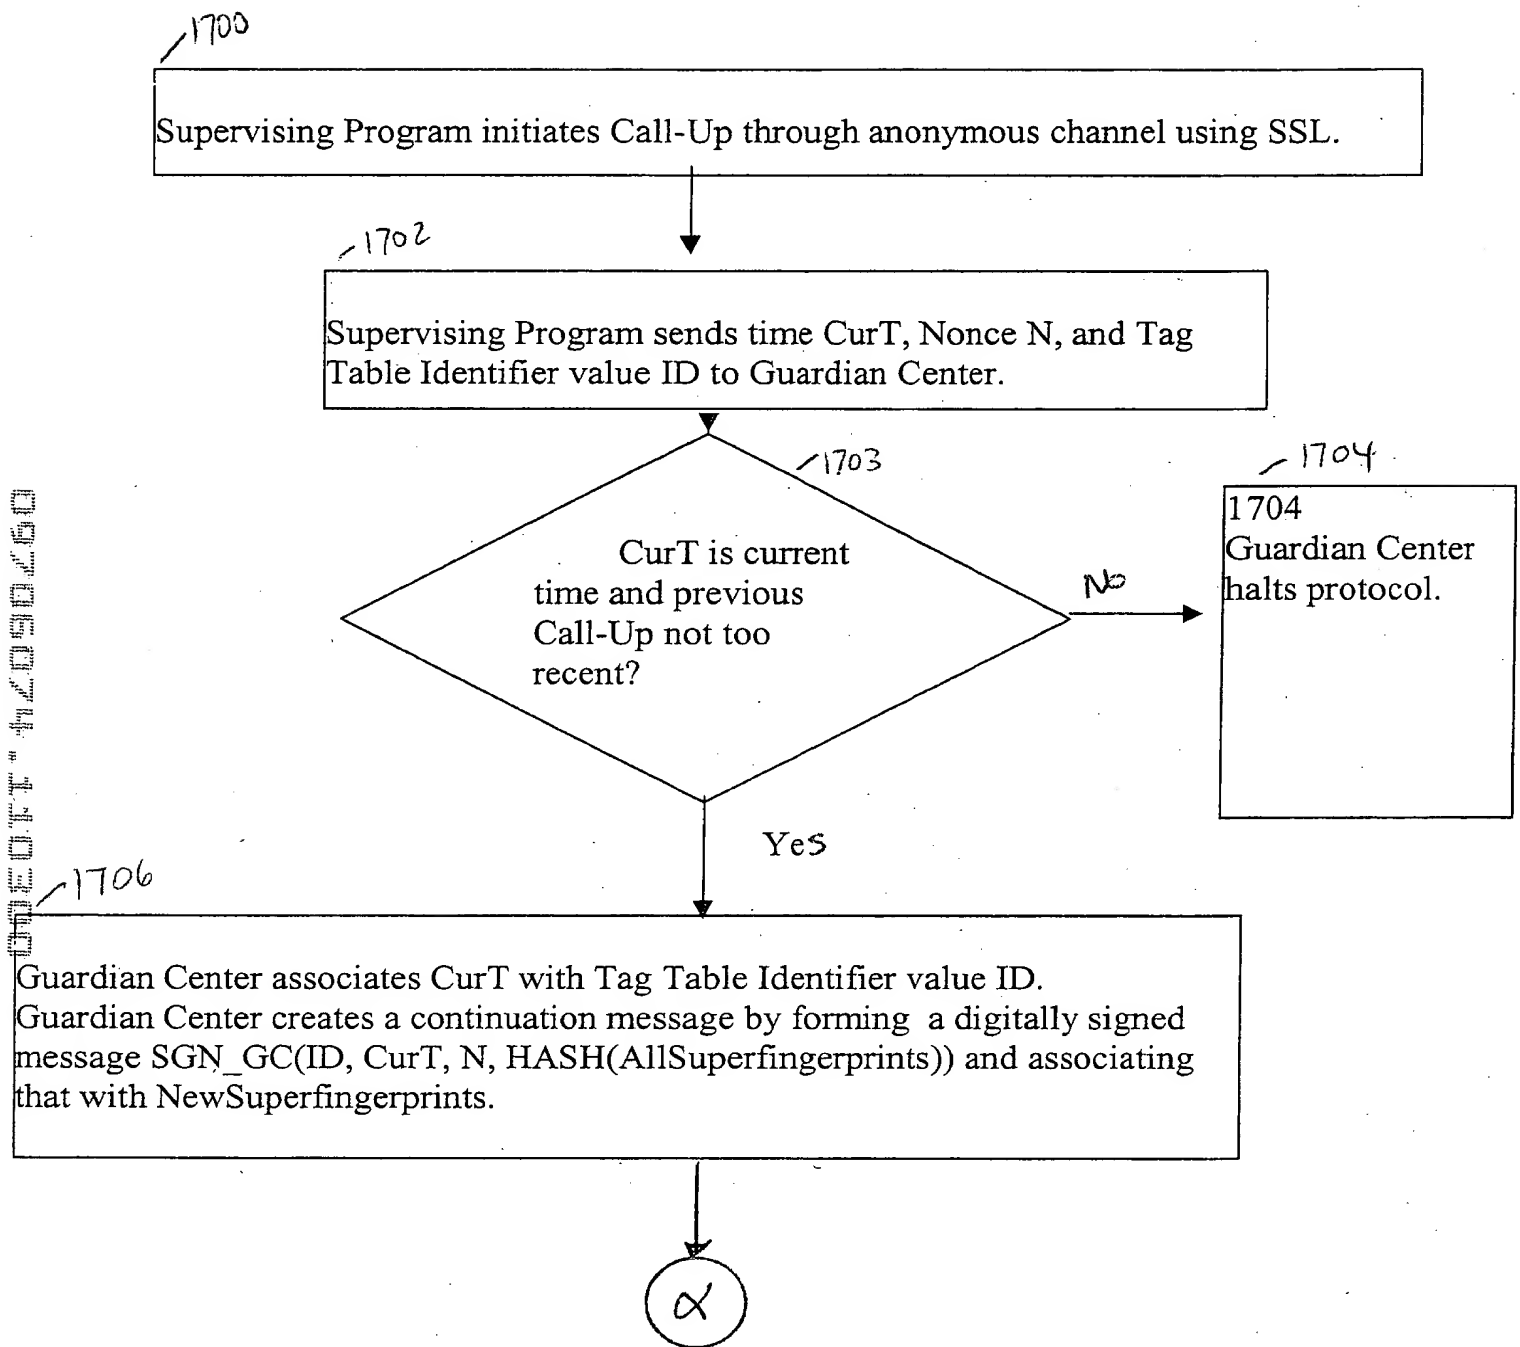 1700
Supervising Program initiates Call-Up through anonymous channel using SSL.
1702
Supervising Program sends time CurT, Nonce N, and Tag
Table Identifier value ID to Guardian Center.
1703
CurT is current
time and previous
Call-Up not too
recent?
No
1704
1704
Guardian Center
halts protocol.
Yes
1706
Guardian Center associates CurT with Tag Table Identifier value ID.
Guardian Center creates a continuation message by forming a digitally signed
message SGN_GC(ID, CurT, N, HASH(AllSuperfingerprints)) and associating
that with NewSuperfingerprints.
α
09706074.110300